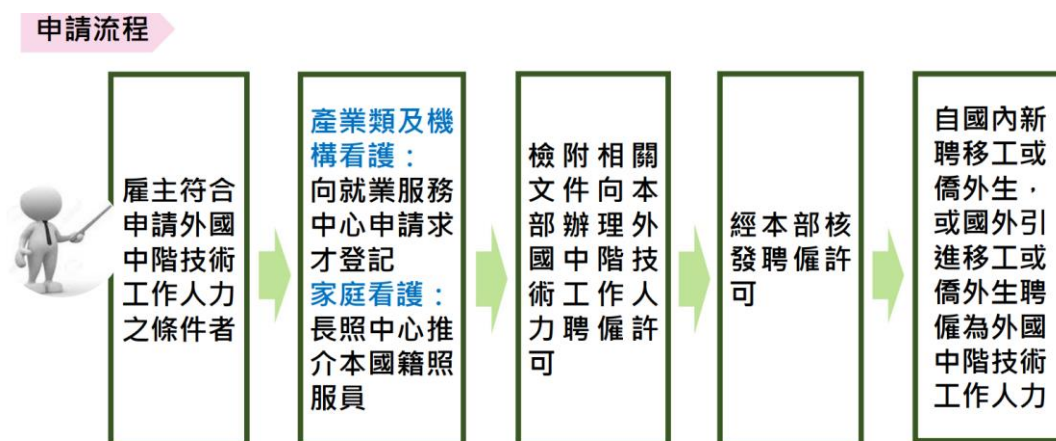 申請流程
雇主符合
申請外國
中階技術
工作人力
之條件者
產業類及機
構看護：
向就業服務
中心申請求
才登記
家庭看護：
長照中心推
介本國籍照
服員
檢附相關
文件向本
部辦理外
國中階技
術工作人
力聘僱許
可
經本部核
發聘僱許
可
自國內新
聘移工或
僑外生，
或國外引
進移工或
僑外生聘
僱為外國
中階技術
工作人力